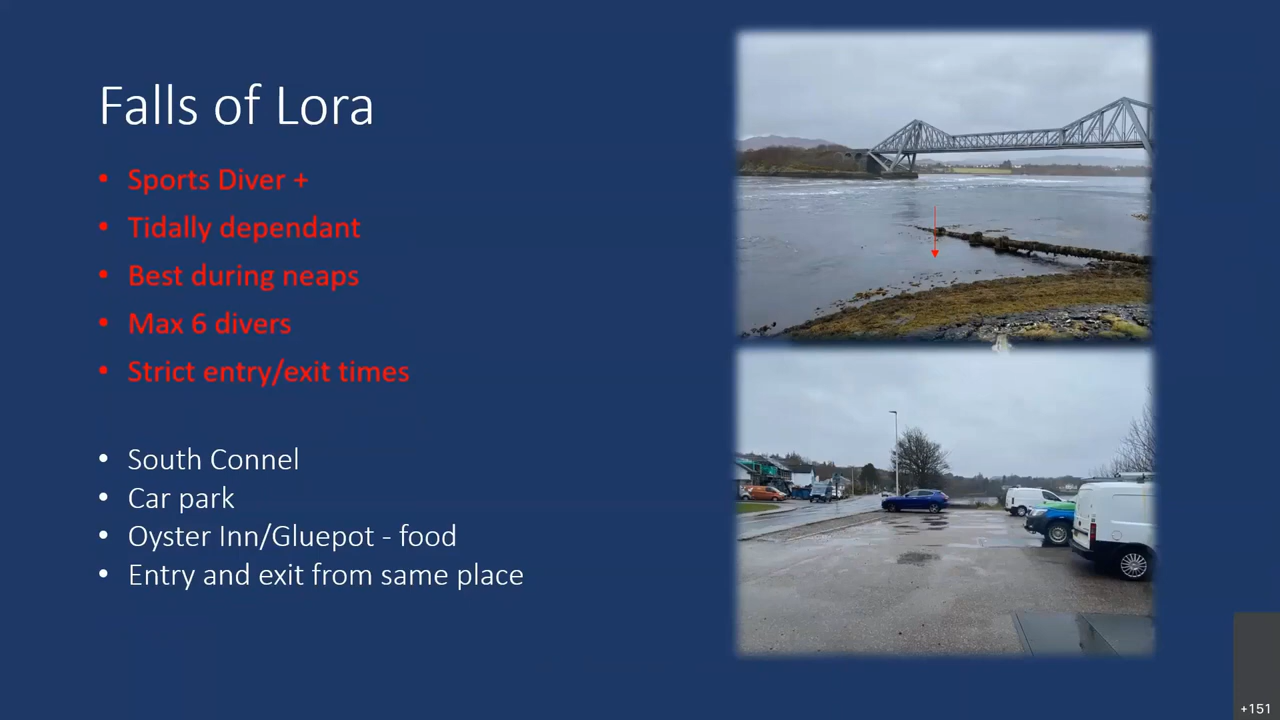 Falls of Lora
• Sports Diver +
• Tidally dependant
• Best during neaps
• Max 6 divers
• Strict entry/exit times
• South Connel
• Car park
• Oyster Inn/Gluepot - food
• Entry and exit from same place
+151